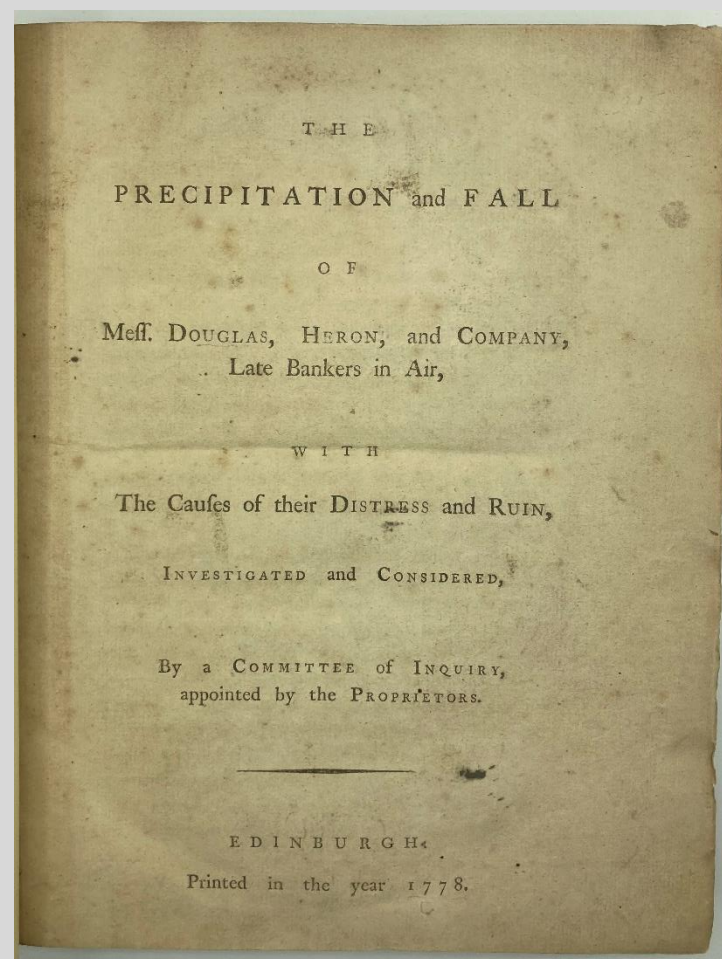 THE
PRECIPITATION and FALL
OF
Meſſ. DOUGLAS, HERON, and COMPANY,
Late Bankers in Air,
WITH
The Cauſes of their DISTRESS and RUIN,
INVESTIGATED and CONSIDERED,
By a COMMITTEE of INQUIRY,
appointed by the PROPRIETORS.
EDINBURGH:
Printed in the year 1778.